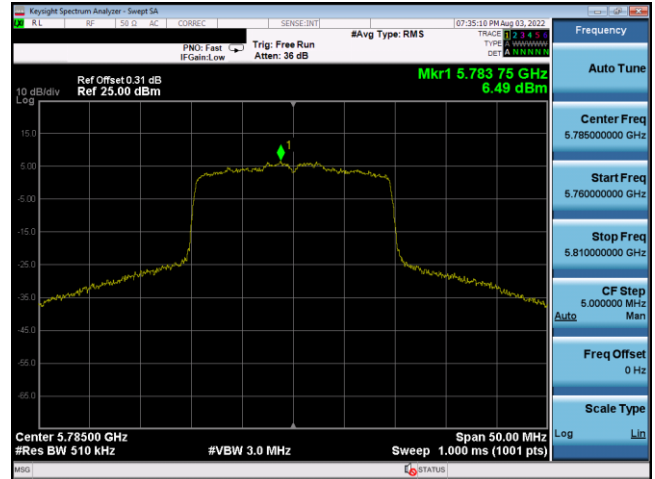 Keysight Spectrum Analyzer - Swept SA
RL RF 50 Ω AC CORREC SENSE:INT 07:35:10 PM Aug 03, 2022
#Avg Type: RMS TRACE 1 2 3 4 5 6
PNO: Fast Trig: Free Run TYPE A WWWWW
IFGain:Low Atten: 36 dB DET A N N N N N
Mkr1 5.783 75 GHz
6.49 dBm
Ref Offset 0.31 dB
10 dB/div Ref 25.00 dBm
Log
15.0
5.00
-5.00
-15.0
-25.0
-35.0
-45.0
-55.0
-65.0
1
Center 5.78500 GHz Span 50.00 MHz
#Res BW 510 kHz #VBW 3.0 MHz Sweep 1.000 ms (1001 pts)
MSG STATUS
Frequency
Auto Tune
Center Freq
5.785000000 GHz
Start Freq
5.760000000 GHz
Stop Freq
5.810000000 GHz
CF Step
5.000000 MHz
Auto Man
Freq Offset
0 Hz
Scale Type
Log Lin